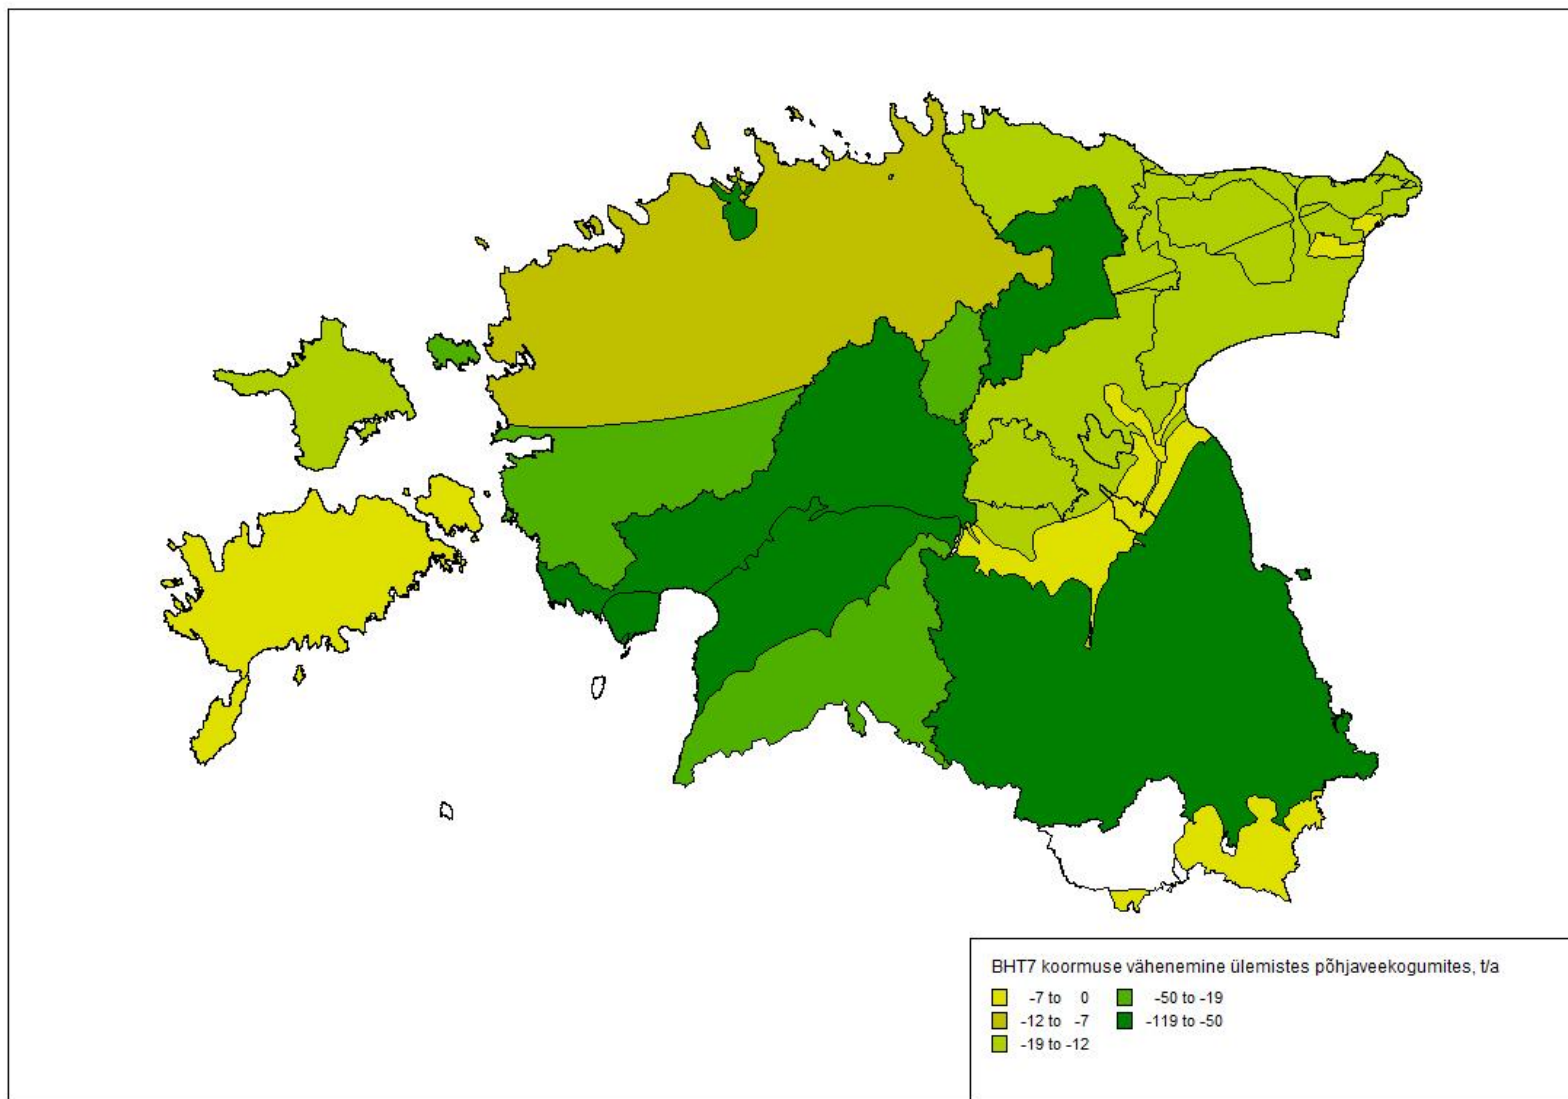 BHT7 koormuse vähenemine ülemistes põhjaveekogumites, t/a
-7 to 0
-12 to -7
-19 to -12
-50 to -19
-119 to -50